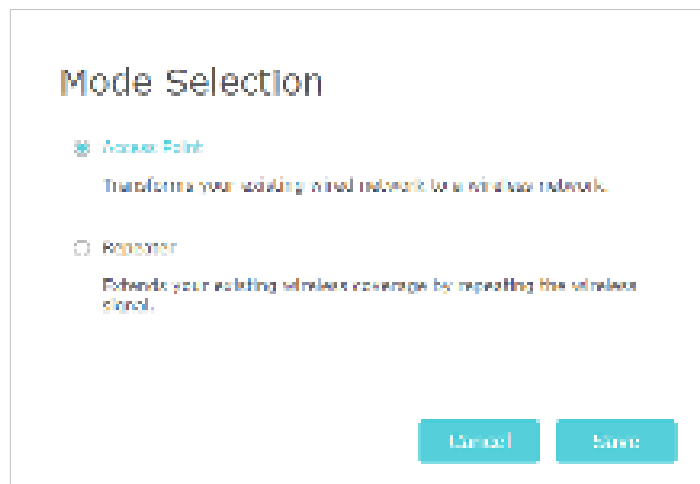 Mode Selection
Access Point
Transforms your existing wired network to a wireless network.
Repeater
Extends your existing wireless coverage by repeating the wireless
signal.
Cancel Save